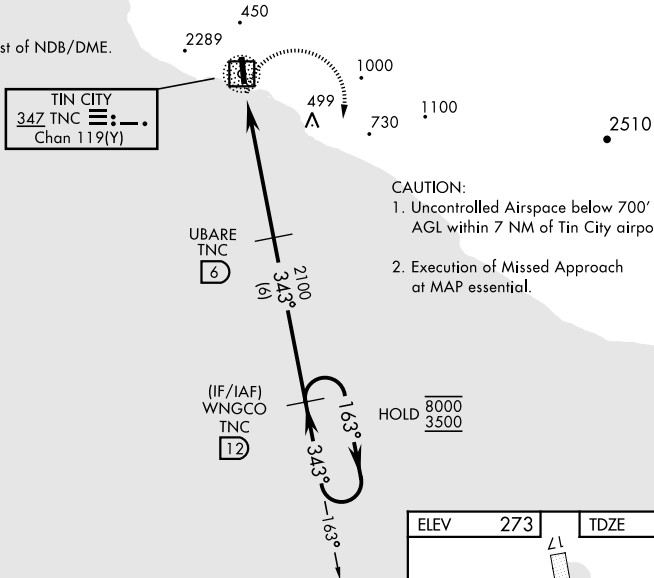 450
2289
st of NDB/DME.
1000
TIN CITY
347 TNC
Chan 119(Y)
499
1100
730
2510
CAUTION:
1. Uncontrolled Airspace below 700'
AGL within 7 NM of Tin City airpo
2. Execution of Missed Approach
at MAP essential.
UBARE
TNC
6
2100
343°
(6)
(IF/IAF)
WNGCO
TNC
12
163°
HOLD 8000
3500
343°
163°
ELEV 273
TDZE
17